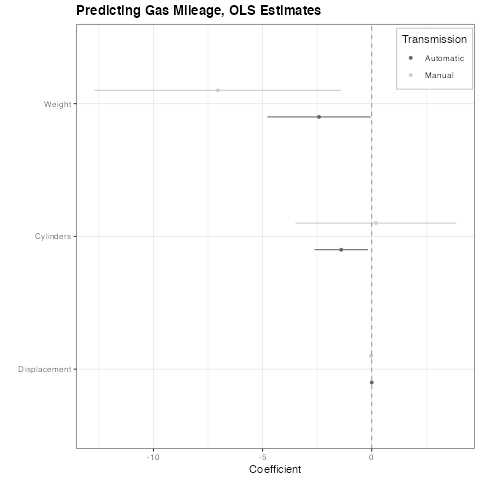 Predicting Gas Mileage, OLS Estimates
Transmission
Automatic
Manual
Weight
Cylinders
Displacement
-10
-5
0
Coefficient